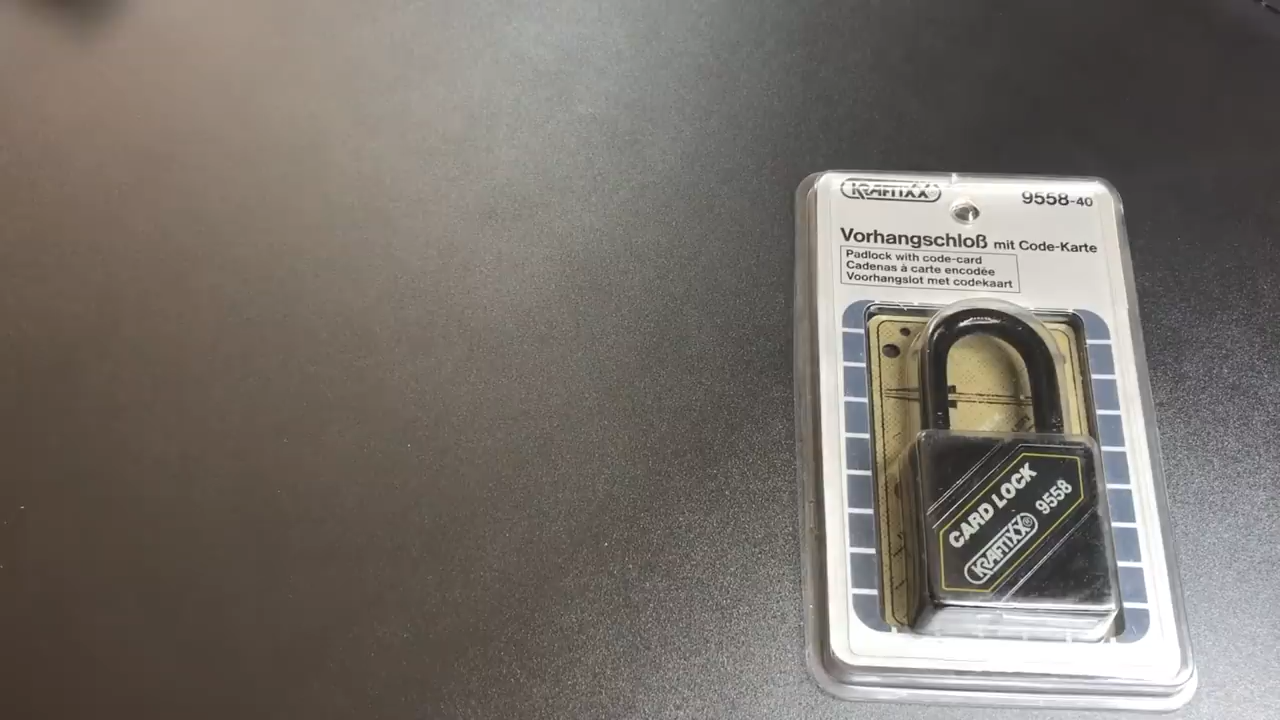 KRAFTIXX
9558-40
Vorhangschloß mit Code-Karte
Padlock with code-card
Cadenas à carte encodée
Voorhangslot met codekaart
CARD LOCK
KRAFTIXX® 9558